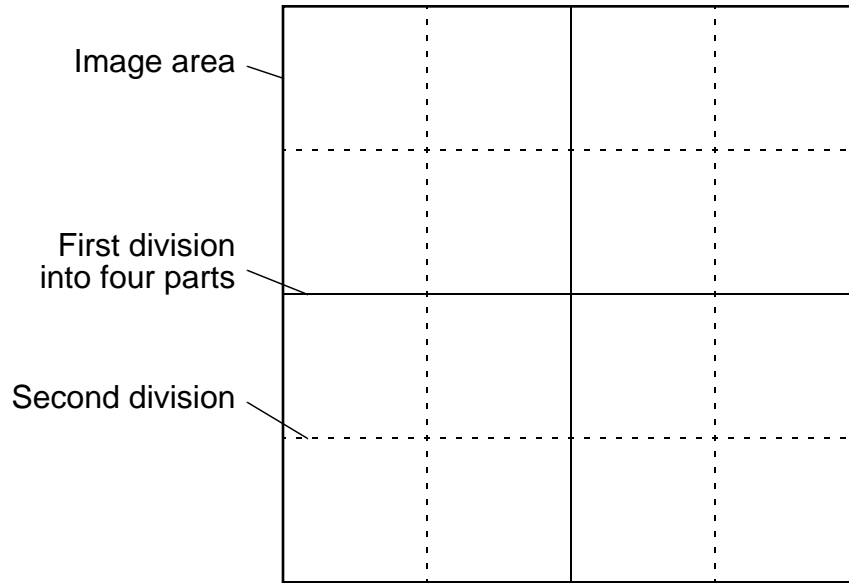 Image area
First division
into four parts
Second division